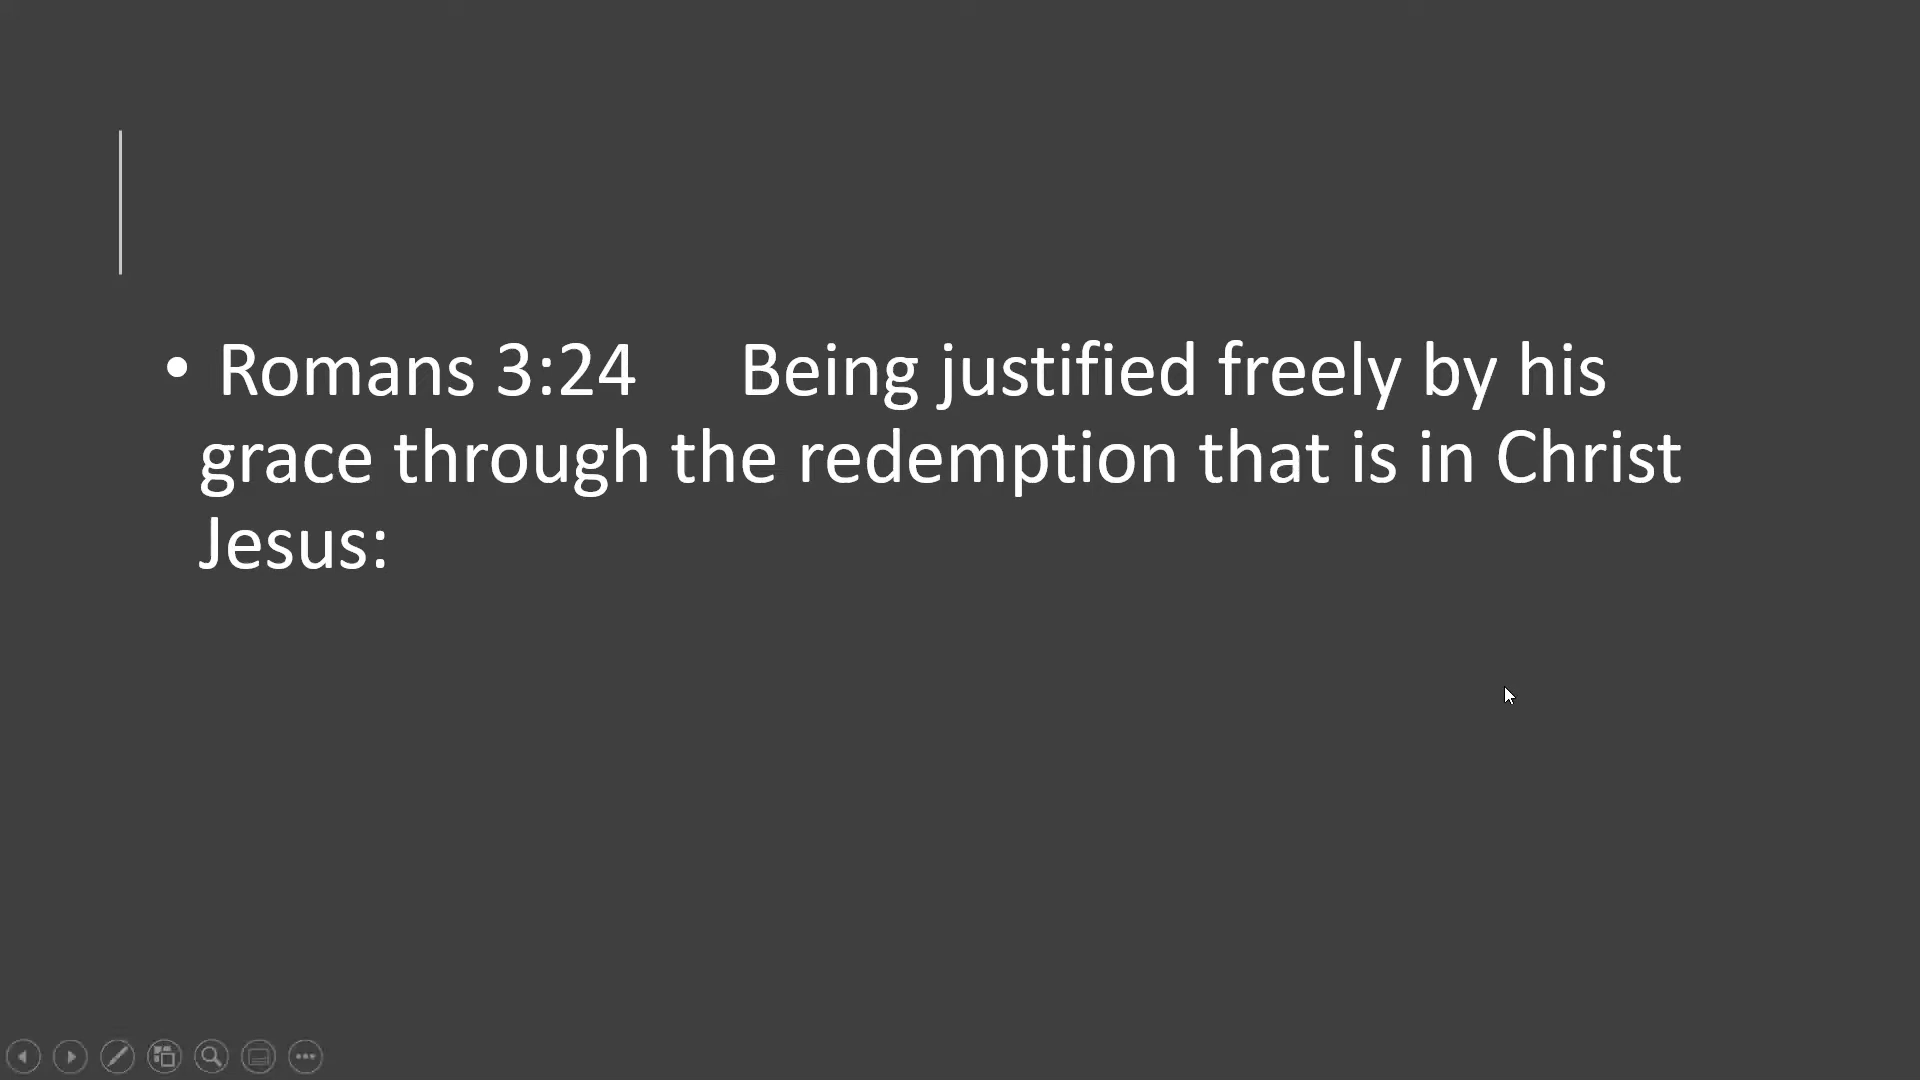 • Romans 3:24 Being justified freely by his
grace through the redemption that is in Christ
Jesus: